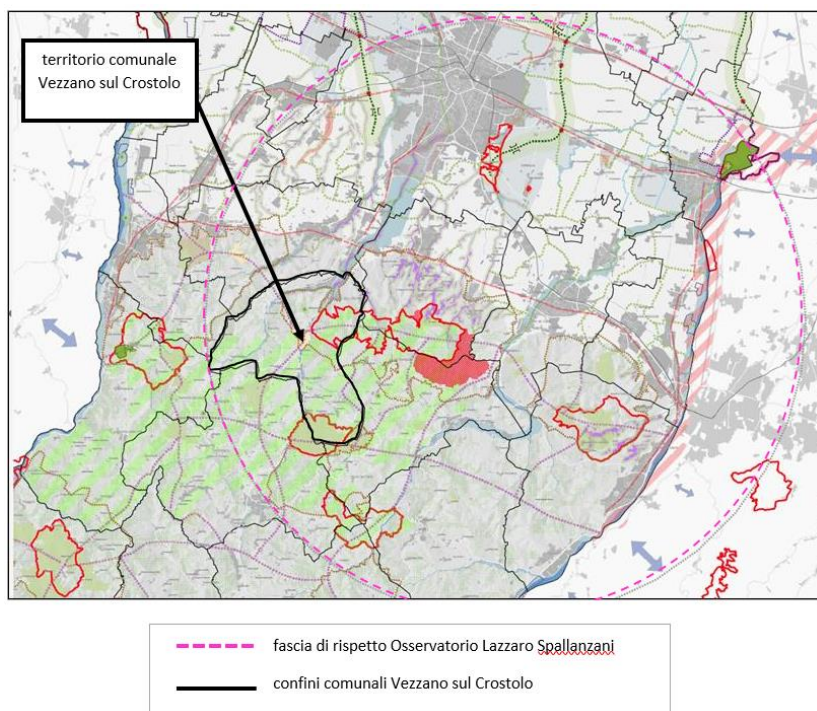 territorio comunale
Vezzano sul Crostolo
fascia di rispetto Osservatorio Lazzaro Spallanzani
confini comunali Vezzano sul Crostolo